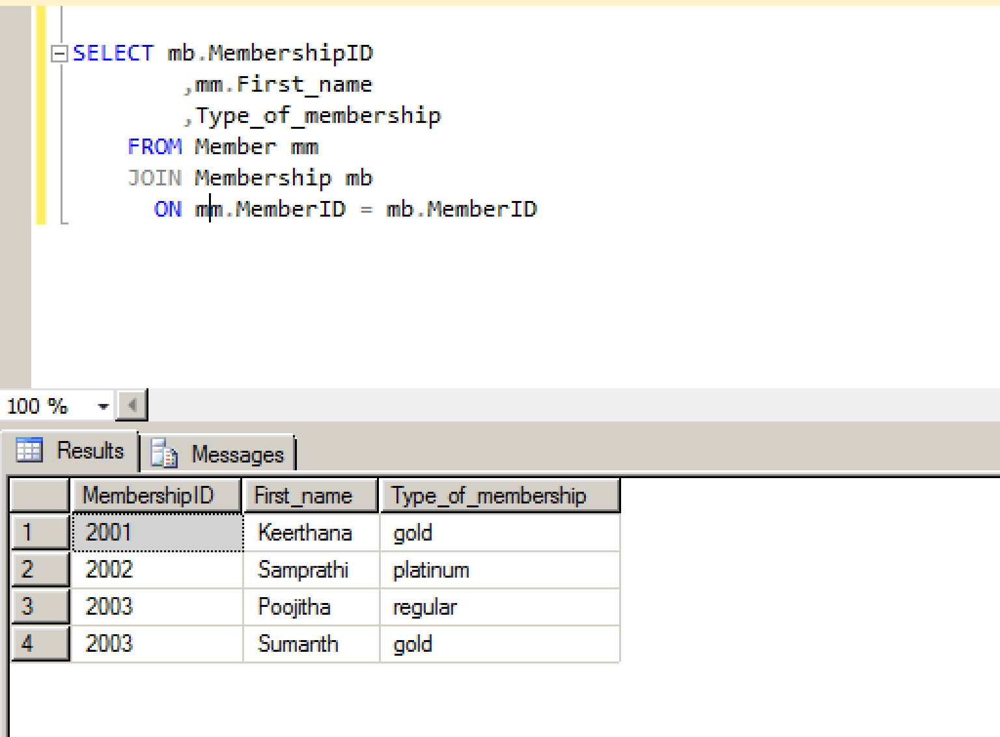 SELECT mb.MembershipID
,mm.First_name
,Type_of_membership
FROM Member mm
JOIN Membership mb
ON mm.MemberID = mb.MemberID
100 %
Results Messages
MembershipID First_name Type_of_membership
1 2001 Keerthana gold
2 2002 Samprathi platinum
3 2003 Poojitha regular
4 2003 Sumanth gold